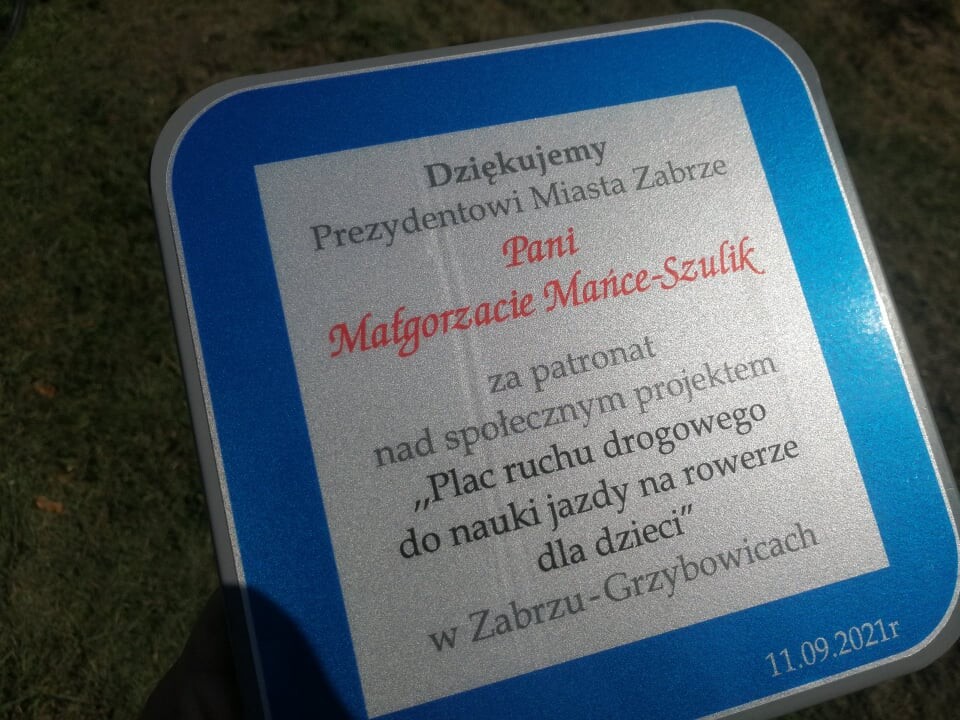 Dziękujemy
Prezydentowi Miasta Zabrze
Pani
Małgorzacie Mańce-Szulik
za patronat
nad społecznym projektem
„Plac ruchu drogowego
do nauki jazdy na rowerze
dla dzieci”
w Zabrzu-Grzybowicach
11.09.2021r